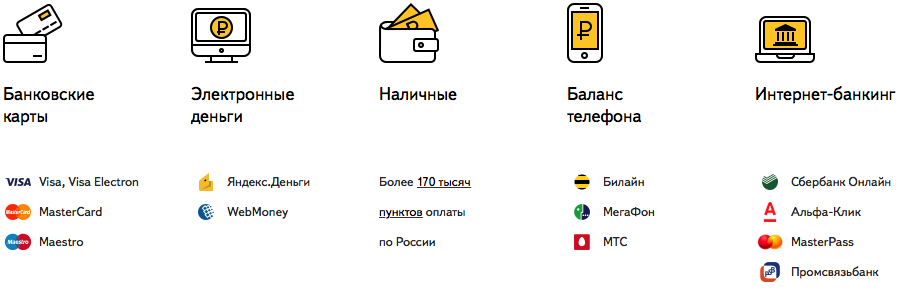 Банковские
карты
Электронные
деньги
Наличные
Баланс
телефона
Интернет-банкинг
VISA Visa, Visa Electron
MasterCard MasterCard
Maestro Maestro
Яндекс.Деньги
WebMoney
Более 170 тысяч
пунктов оплаты
по России
Билайн
МегаФон
МТС
Сбербанк Онлайн
Альфа-Клик
MasterPass
Промсвязьбанк